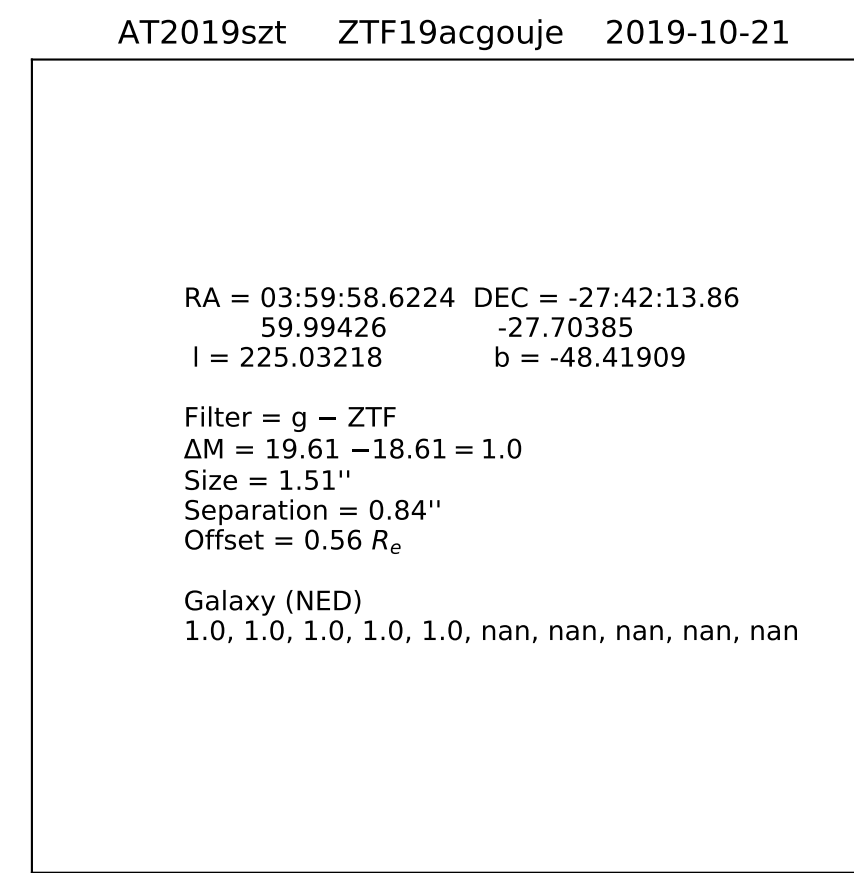 AT2019szt ZTF19acgouje 2019-10-21
RA = 03:59:58.6224 DEC = -27:42:13.86
59.99426 -27.70385
l = 225.03218 b = -48.41909
Filter = g − ZTF
ΔM = 19.61 −18.61 = 1.0
Size = 1.51''
Separation = 0.84''
Offset = 0.56 Rₑ
Galaxy (NED)
1.0, 1.0, 1.0, 1.0, 1.0, nan, nan, nan, nan, nan